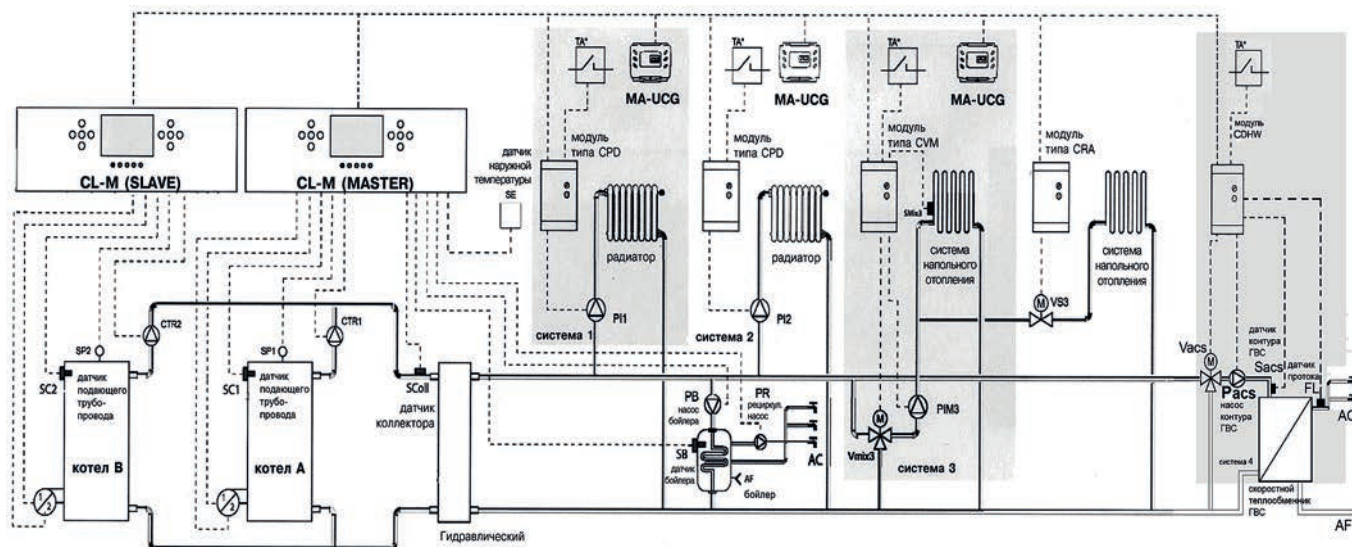 TA*
MA-UCG
TA*
MA-UCG
TA*
MA-UCG
TA*
CL-M (SLAVE)
CL-M (MASTER)
датчик
наружной
температуры
SE
модуль
типа CPD
модуль
типа CPD
модуль
типа CVM
модуль
типа CRA
модуль
CDHW
SMix3
радиатор
радиатор
система
напольного
отопления
система
напольного
отопления
PI1
PI2
VS3
M
система 1
система 2
CTR2
CTR1
SP2
SP1
SC2
датчик
подающего
трубо-
провода
SC1
датчик
подающего
трубо-
провода
SColl
датчик
коллектора
котел B
котел A
1
2
1
2
Гидравлический
PB
насос
бойлера
PR
рециркул.
насос
SB
датчик
бойлера
AF
бойлер
AC
M
Vmix3
PIM3
система 3
Vacs
M
датчик
контура
ГВС
Sacs
датчик
протока
FL
Pacs
насос
контура
ГВС
система 4
скоростной
теплообменник
ГВС
AF